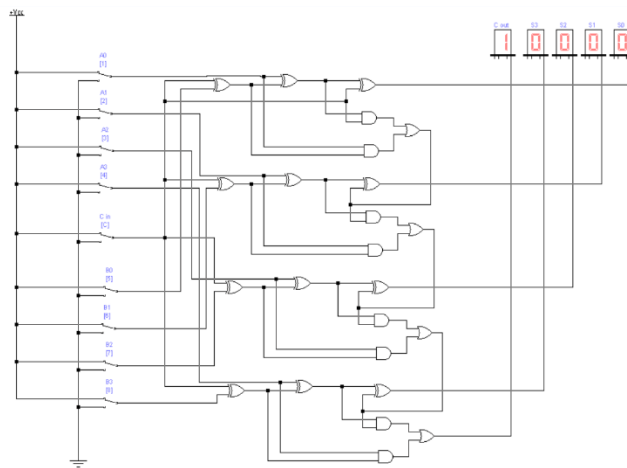 +Vcc
C out S3 S2 S1 S0
1 0 0 0 0
A0
[1]
A1
[2]
A2
[3]
A3
[4]
C in
[C]
B0
[5]
B1
[6]
B2
[7]
B3
[8]